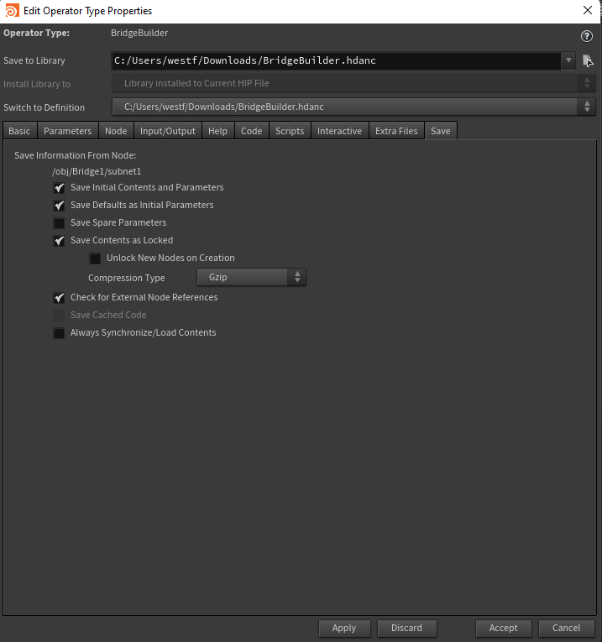 Edit Operator Type Properties
Operator Type: BridgeBuilder
Save to Library C:/Users/westf/Downloads/BridgeBuilder.hdanc
Install Library to Library installed to Current HIP File
Switch to Definition C:/Users/westf/Downloads/BridgeBuilder.hdanc
Basic Parameters Node Input/Output Help Code Scripts Interactive Extra Files Save
Save Information From Node:
/obj/Bridge1/subnet1
Save Initial Contents and Parameters
Save Defaults as Initial Parameters
Save Spare Parameters
Save Contents as Locked
Unlock New Nodes on Creation
Compression Type Gzip
Check for External Node References
Save Cached Code
Always Synchronize/Load Contents
Apply Discard Accept Cancel